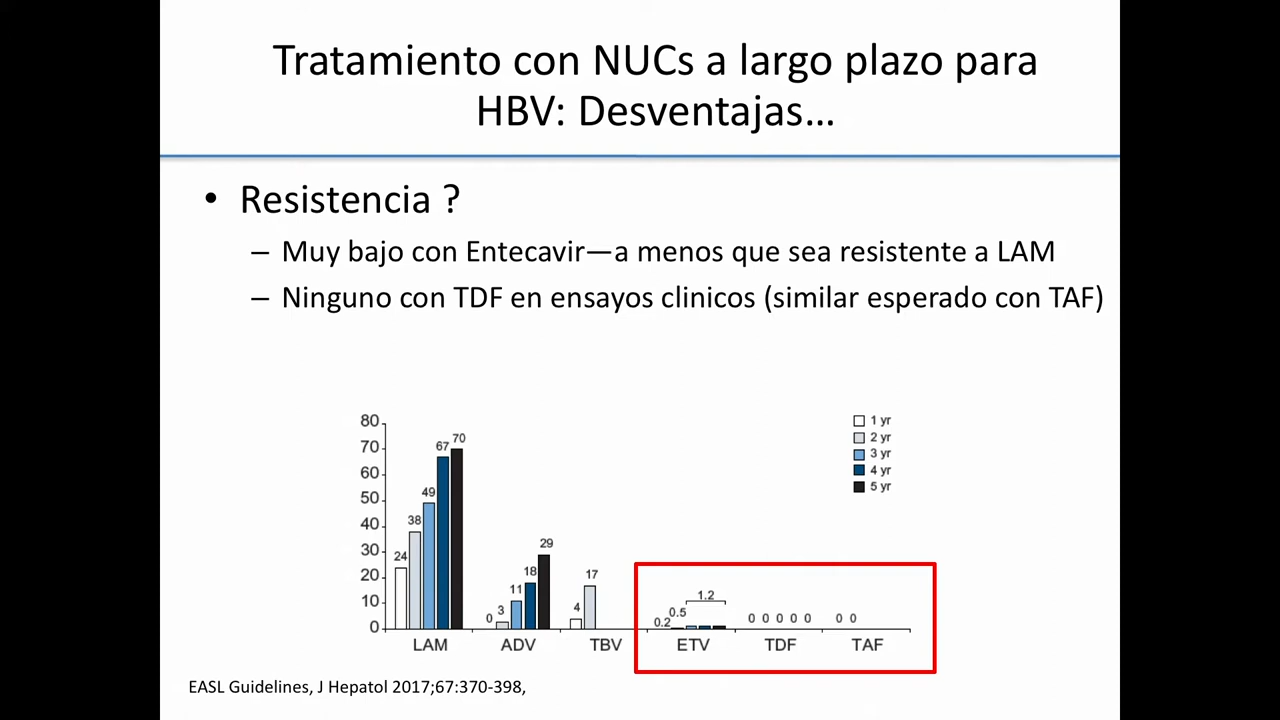 Tratamiento con NUCs a largo plazo para
HBV: Desventajas…
• Resistencia ?
– Muy bajo con Entecavir—a menos que sea resistente a LAM
– Ninguno con TDF en ensayos clinicos (similar esperado con TAF)
80
70
60
50
40
30
20
10
0
24
38
49
67
70
0
3
11
18
29
4
17
0.2
0.5
1.2
0 0 0 0 0
0 0
LAM
ADV
TBV
ETV
TDF
TAF
1 yr
2 yr
3 yr
4 yr
5 yr
EASL Guidelines, J Hepatol 2017;67:370-398,